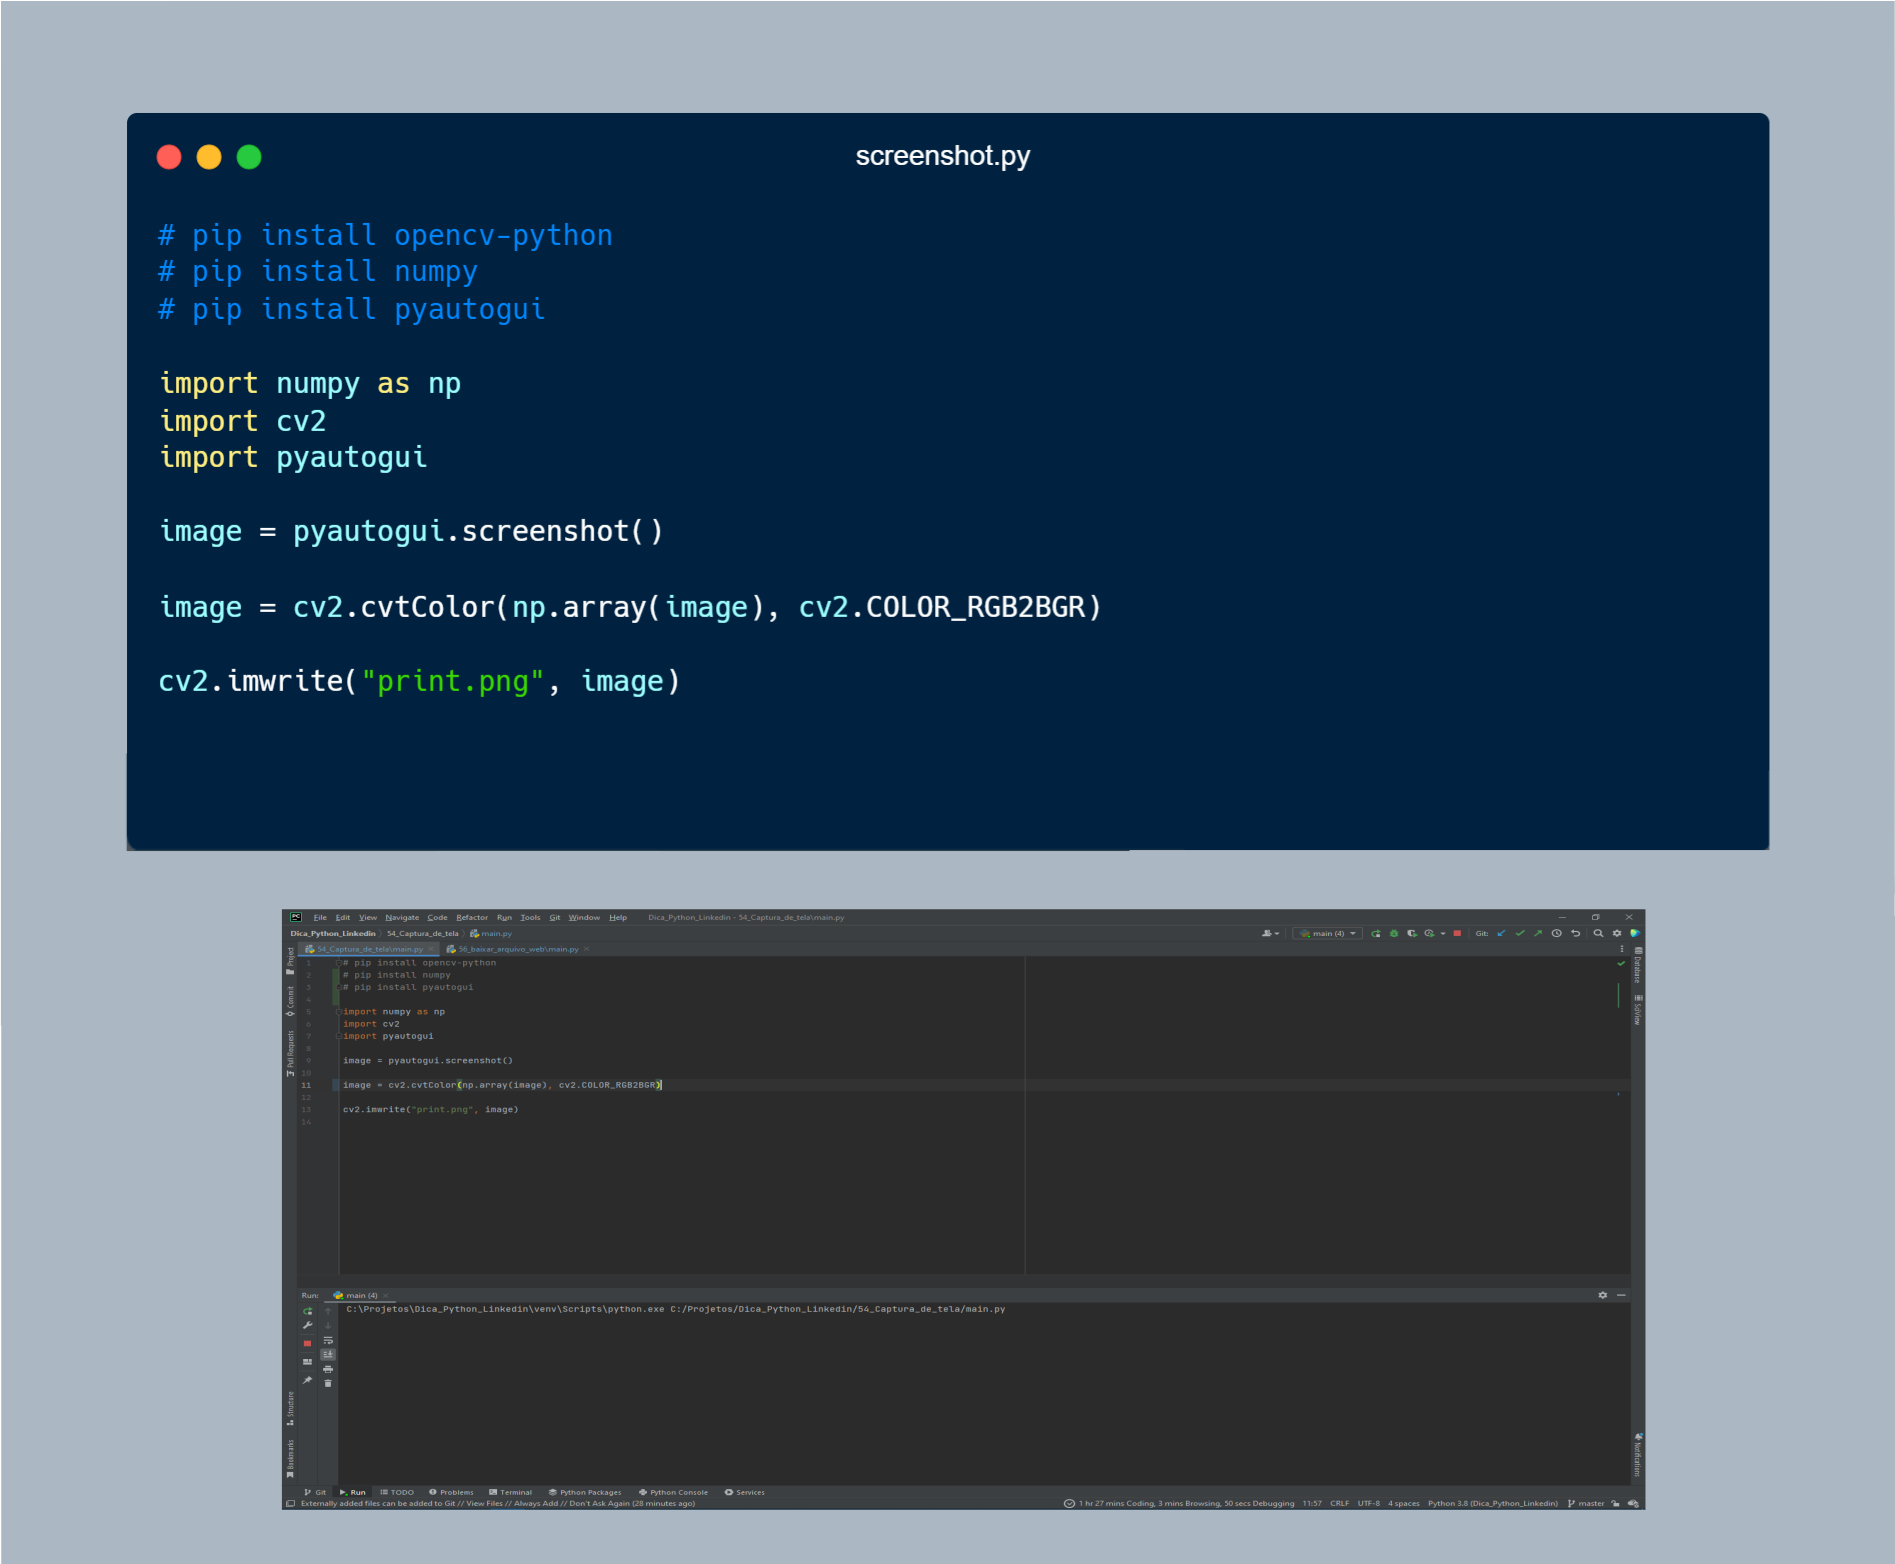 screenshot.py
# pip install opencv-python
# pip install numpy
# pip install pyautogui
import numpy as np
import cv2
import pyautogui
image = pyautogui.screenshot()
image = cv2.cvtColor(np.array(image), cv2.COLOR_RGB2BGR)
cv2.imwrite("print.png", image)
PC File Edit View Navigate Code Refactor Run Tools Git Window Help Dica_Python_Linkedin - 54_Captura_de_tela\main.py
Dica_Python_Linkedin 54_Captura_de_tela main.py main (4) Git:
54_Captura_de_tela\main.py 56_baixar_arquivo_web\main.py
Project
Commit
Pull Requests
Database
SciView
1 # pip install opencv-python
2 # pip install numpy
3 # pip install pyautogui
4
5 import numpy as np
6 import cv2
7 import pyautogui
8
9 image = pyautogui.screenshot()
10
11 image = cv2.cvtColor(np.array(image), cv2.COLOR_RGB2BGR)
12
13 cv2.imwrite("print.png", image)
14
Run: main (4)
C:\Projetos\Dica_Python_Linkedin\venv\Scripts\python.exe C:/Projetos/Dica_Python_Linkedin/54_Captura_de_tela/main.py
Structure
Bookmarks
Notifications
Git Run TODO Problems Terminal Python Packages Python Console Services
Externally added files can be added to Git // View Files // Always Add // Don't Ask Again (28 minutes ago) 1 hr 27 mins Coding, 3 mins Browsing, 50 secs Debugging 11:57 CRLF UTF-8 4 spaces Python 3.8 (Dica_Python_Linkedin) master